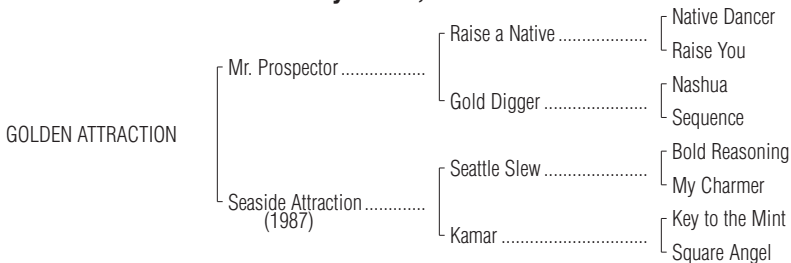 Native Dancer
Raise a Native ..................
Raise You
Mr. Prospector ..................
Nashua
Gold Digger .....................
Sequence
GOLDEN ATTRACTION
Bold Reasoning
Seattle Slew .....................
My Charmer
Seaside Attraction .............
(1987)
Key to the Mint
Kamar .............................
Square Angel